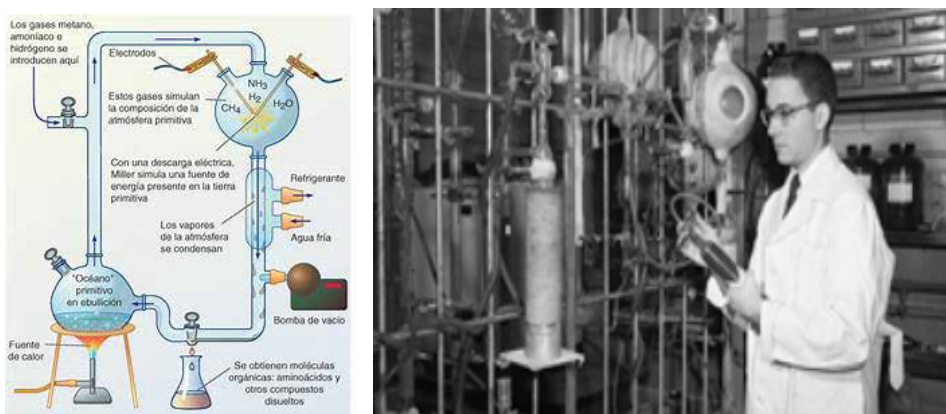 Los gases metano,
amoníaco e
hidrógeno se
introducen aquí
Electrodos
NH3
H2
CH4
H2O
Estos gases simulan
la composición de la
atmósfera primitiva
Con una descarga eléctrica,
Miller simula una fuente de
energía presente en la tierra
primitiva
Refrigerante
Los vapores
de la atmósfera
se condensan
Agua fría
"Océano"
primitivo
en ebullición
Bomba de vacío
Fuente
de calor
Se obtienen moléculas
orgánicas: aminoácidos y
otros compuestos
disueltos